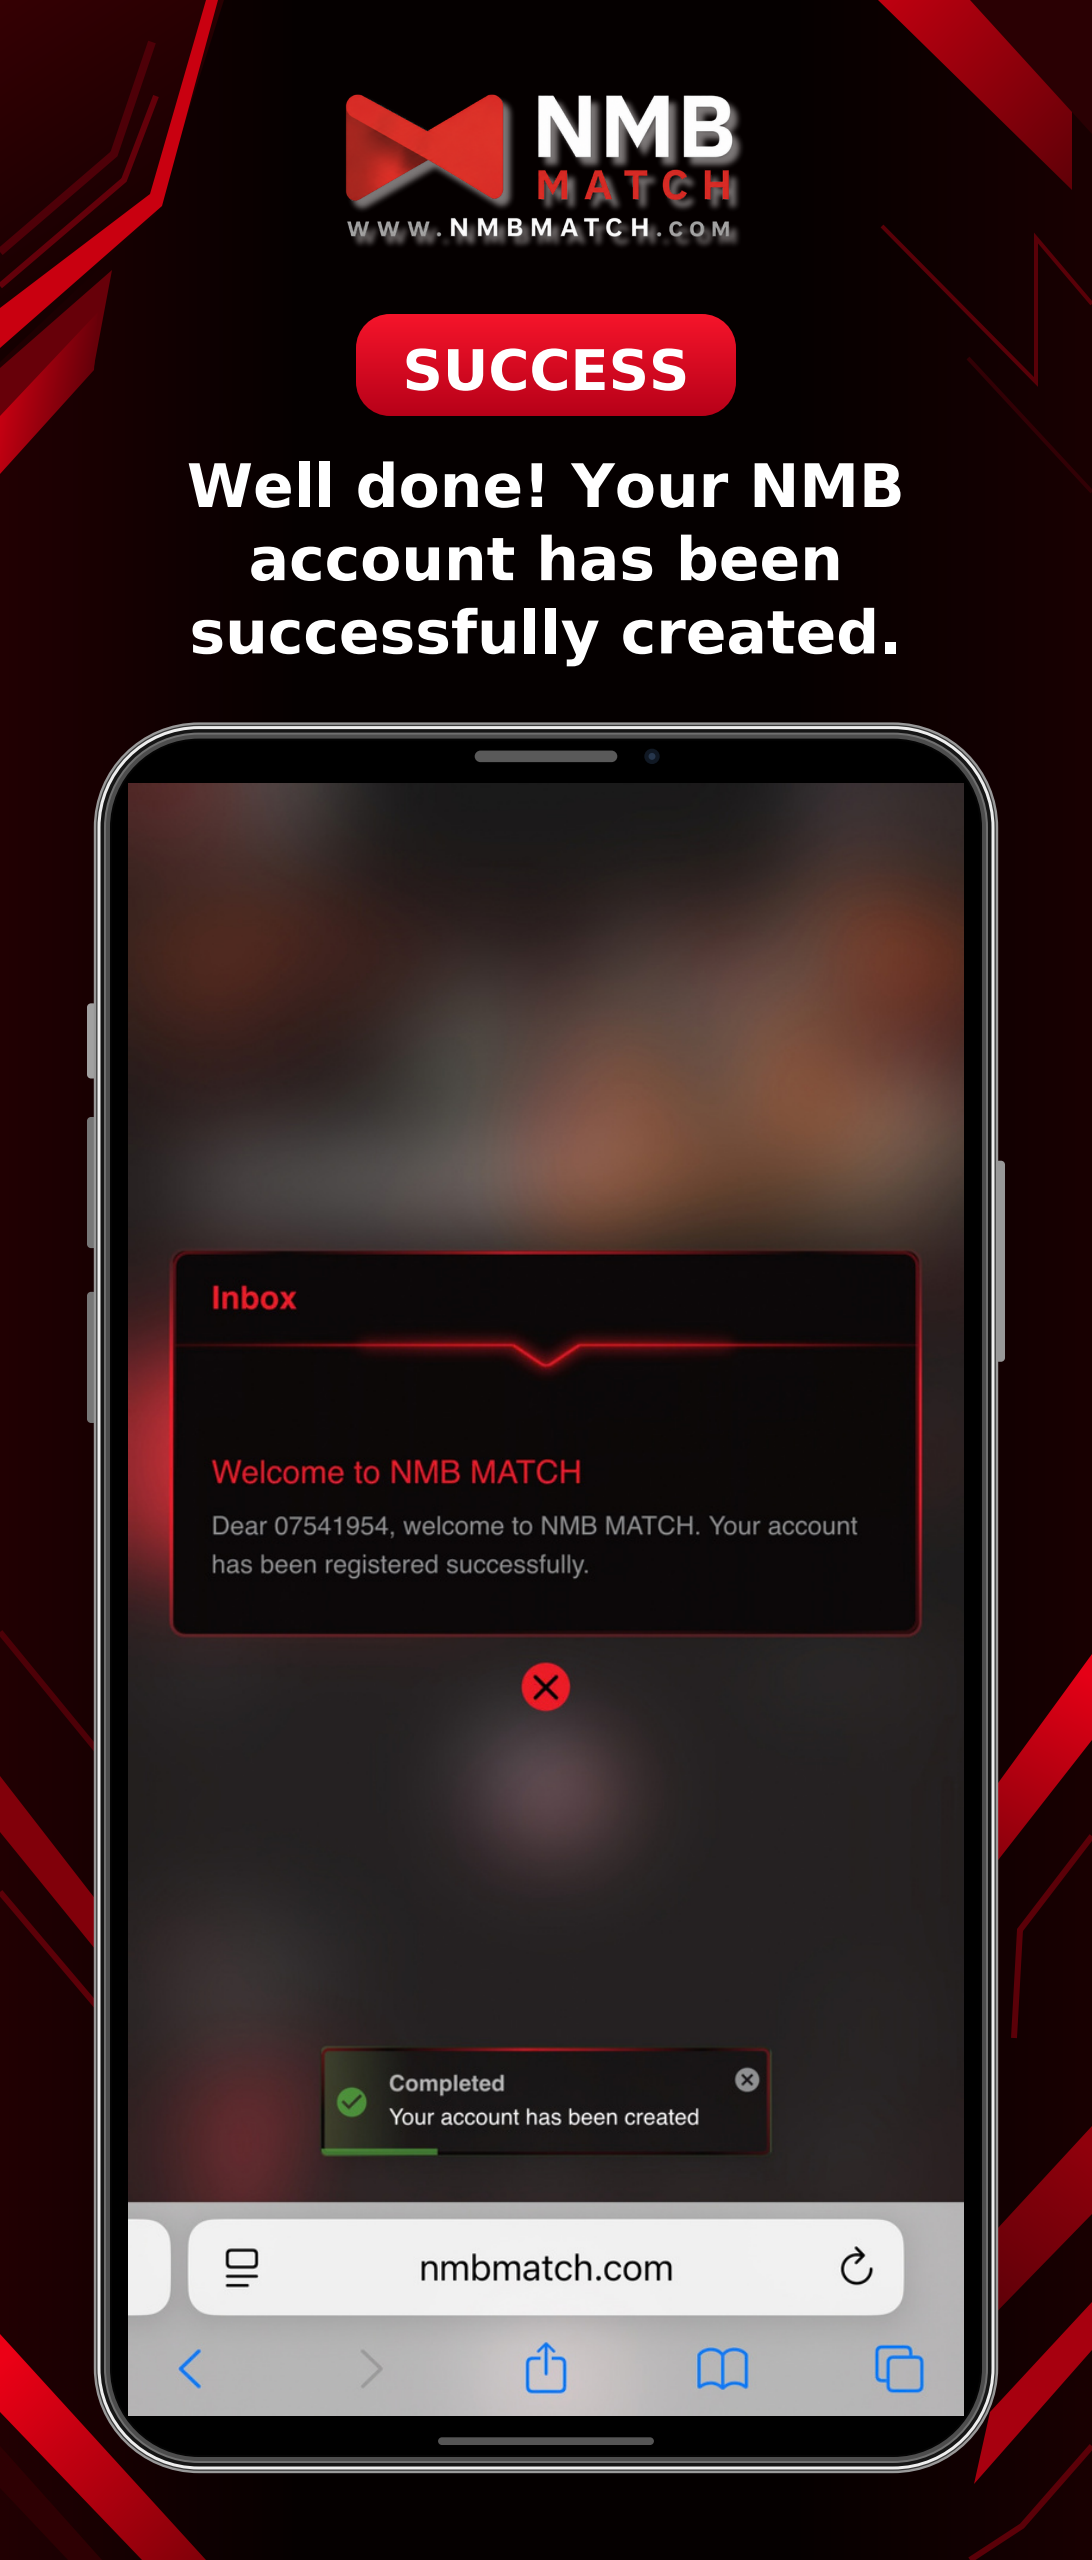 NMB
MATCH
WWW.NMBMATCH.COM
SUCCESS
Well done! Your NMB
account has been
successfully created.
Inbox
Welcome to NMB MATCH
Dear 07541954, welcome to NMB MATCH. Your account
has been registered successfully.
Completed
Your account has been created
nmbmatch.com